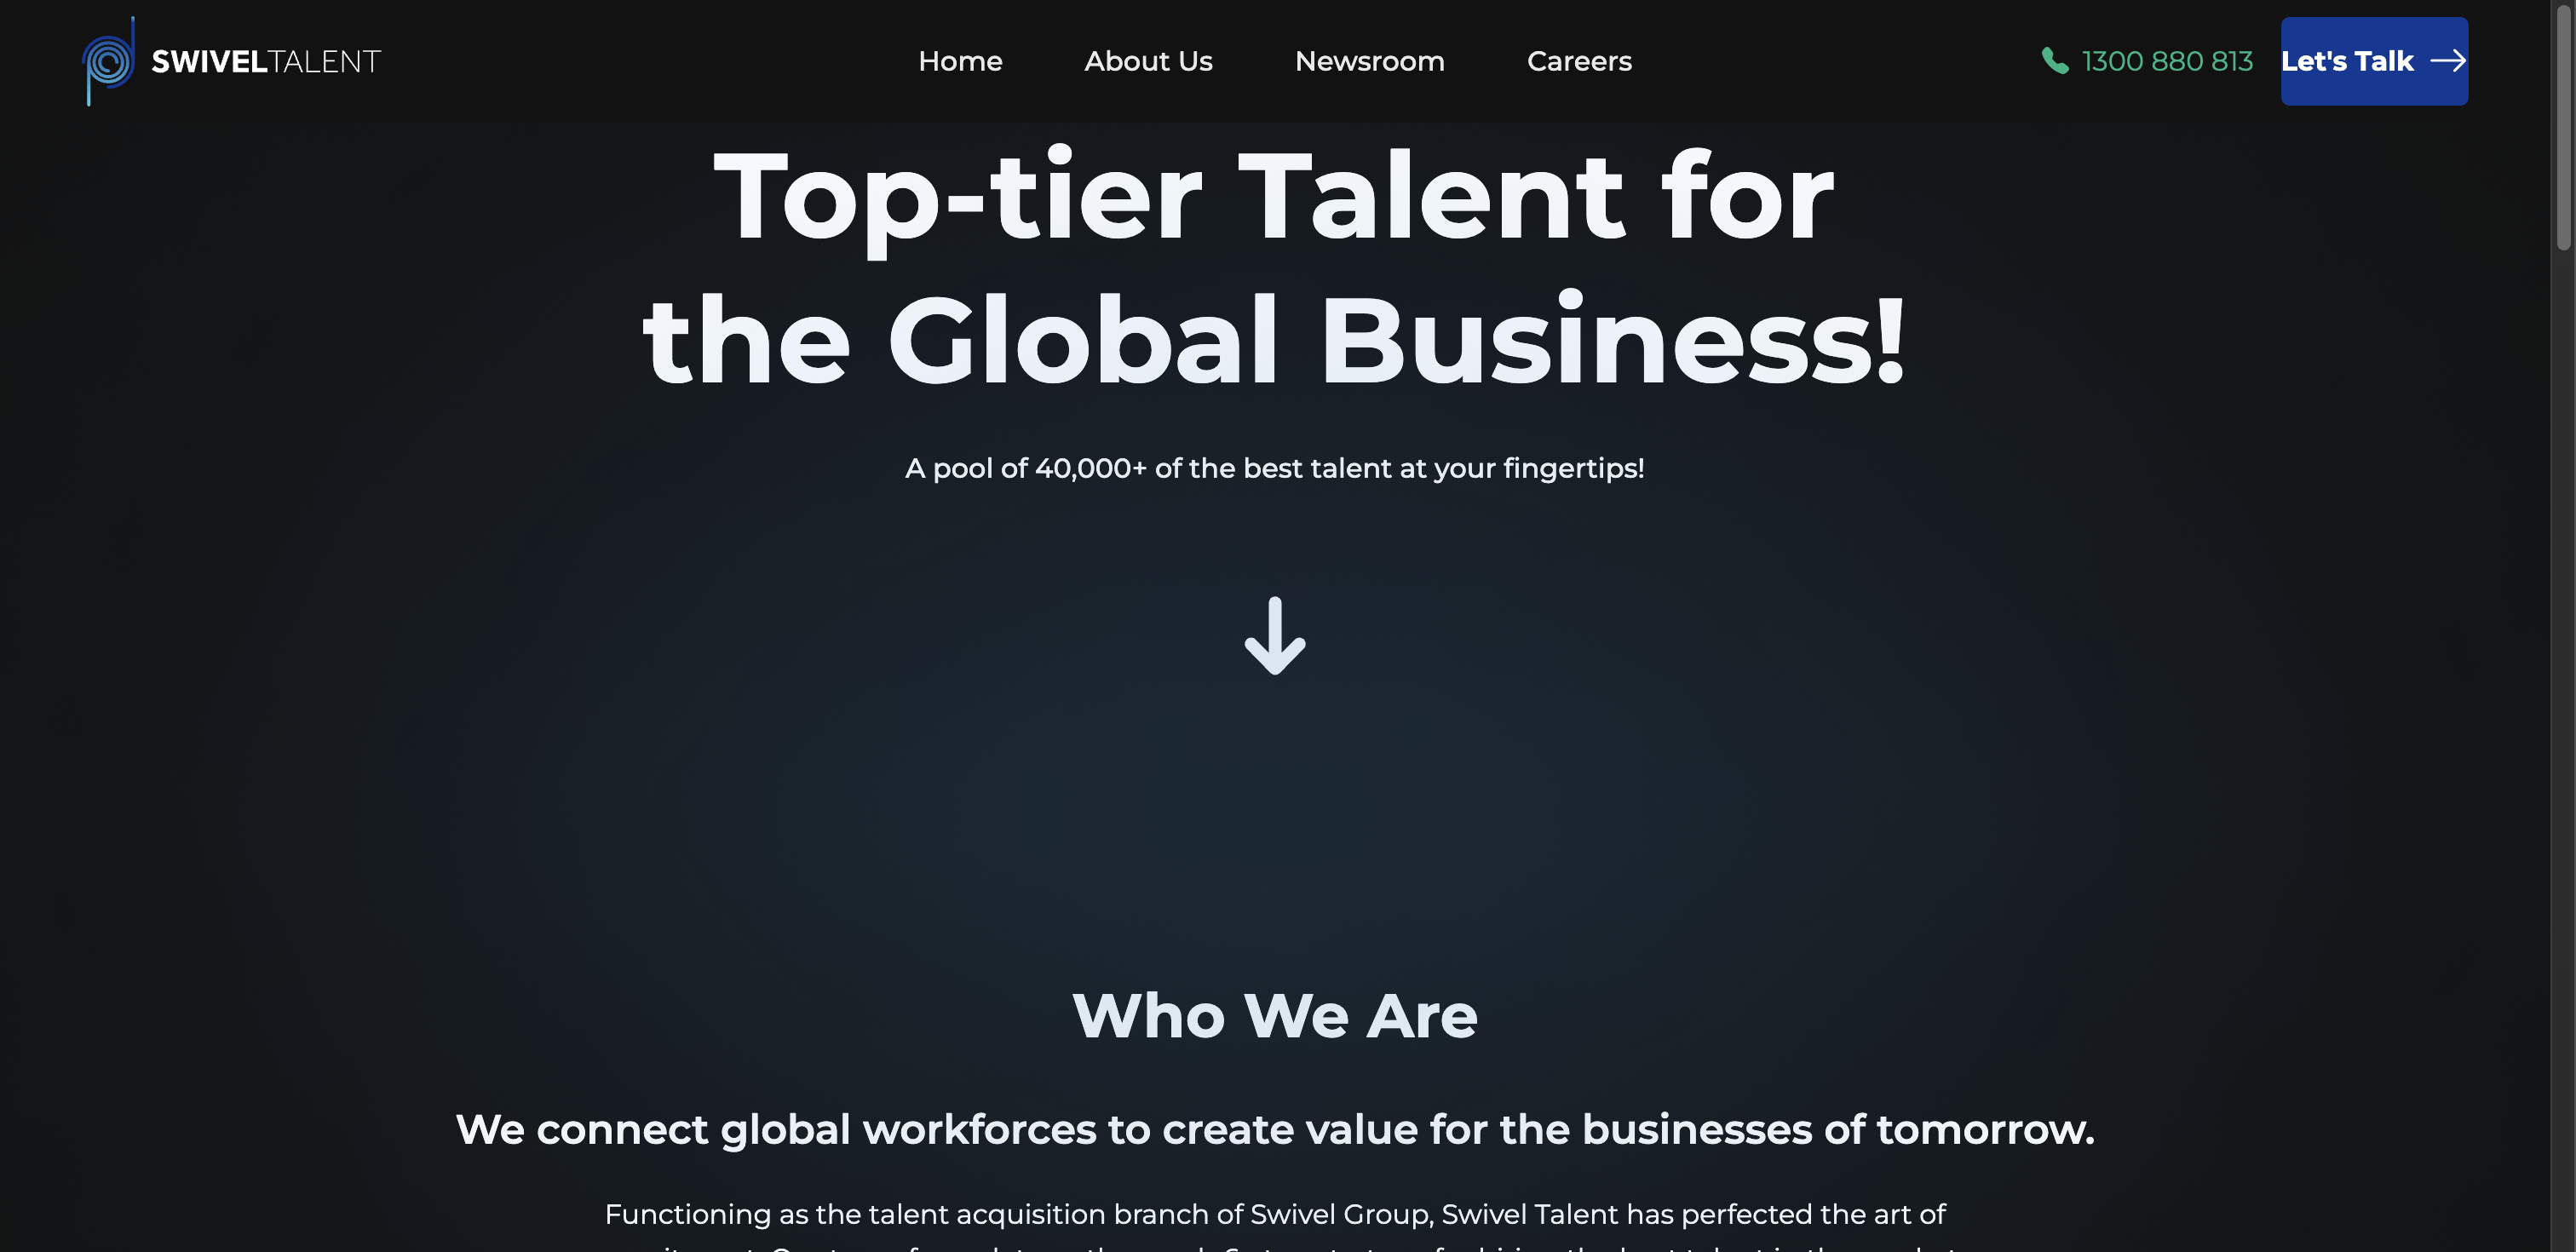 SWIVELTALENT
Home
About Us
Newsroom
Careers
1300 880 813
Let's Talk
Top-tier Talent for
the Global Business!
A pool of 40,000+ of the best talent at your fingertips!
Who We Are
We connect global workforces to create value for the businesses of tomorrow.
Functioning as the talent acquisition branch of Swivel Group, Swivel Talent has perfected the art of